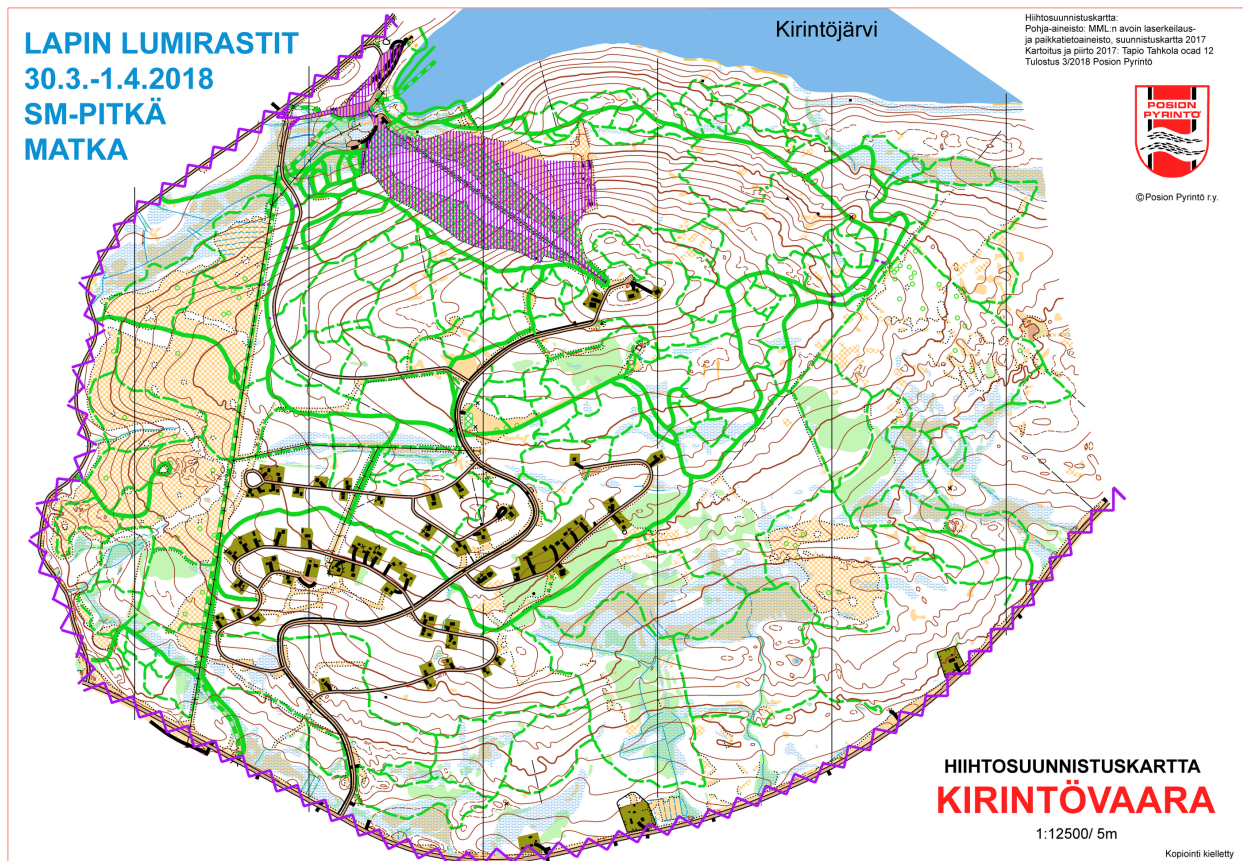 LAPIN LUMIRASTIT
30.3.-1.4.2018
SM-PITKÄ
MATKA
Kirintöjärvi
Hiihtosuunnistuskartta:
Pohja-aineisto: MML:n avoin laserkeilaus-
ja paikkatietoaineisto, suunnistuskartta 2017
Kartoitus ja piirto 2017: Tapio Tahkola ocad 12
Tulostus 3/2018 Posion Pyrintö
POSION
PYRINTÖ
©Posion Pyrintö r.y.
HIIHTOSUUNNISTUSKARTTA
KIRINTÖVAARA
1:12500/ 5m
Kopiointi kielletty